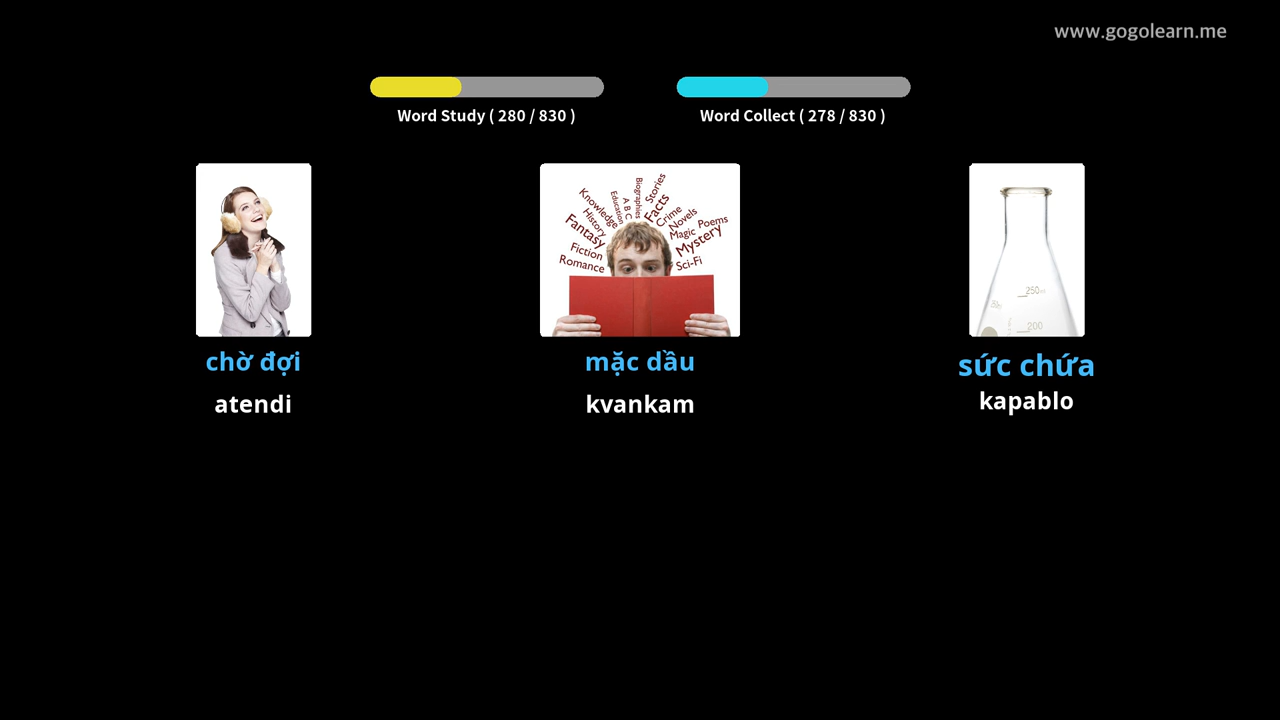 www.gogolearn.me
Word Study ( 280 / 830 )
Word Collect ( 278 / 830 )
Knowledge
Education
A B C
Biographies
Stories
Facts
Crime
Novels
Poems
Magic
Mystery
Sci-Fi
History
Fantasy
Fiction
Romance
250
200
chờ đợi
mặc dầu
sức chứa
atendi
kvankam
kapablo